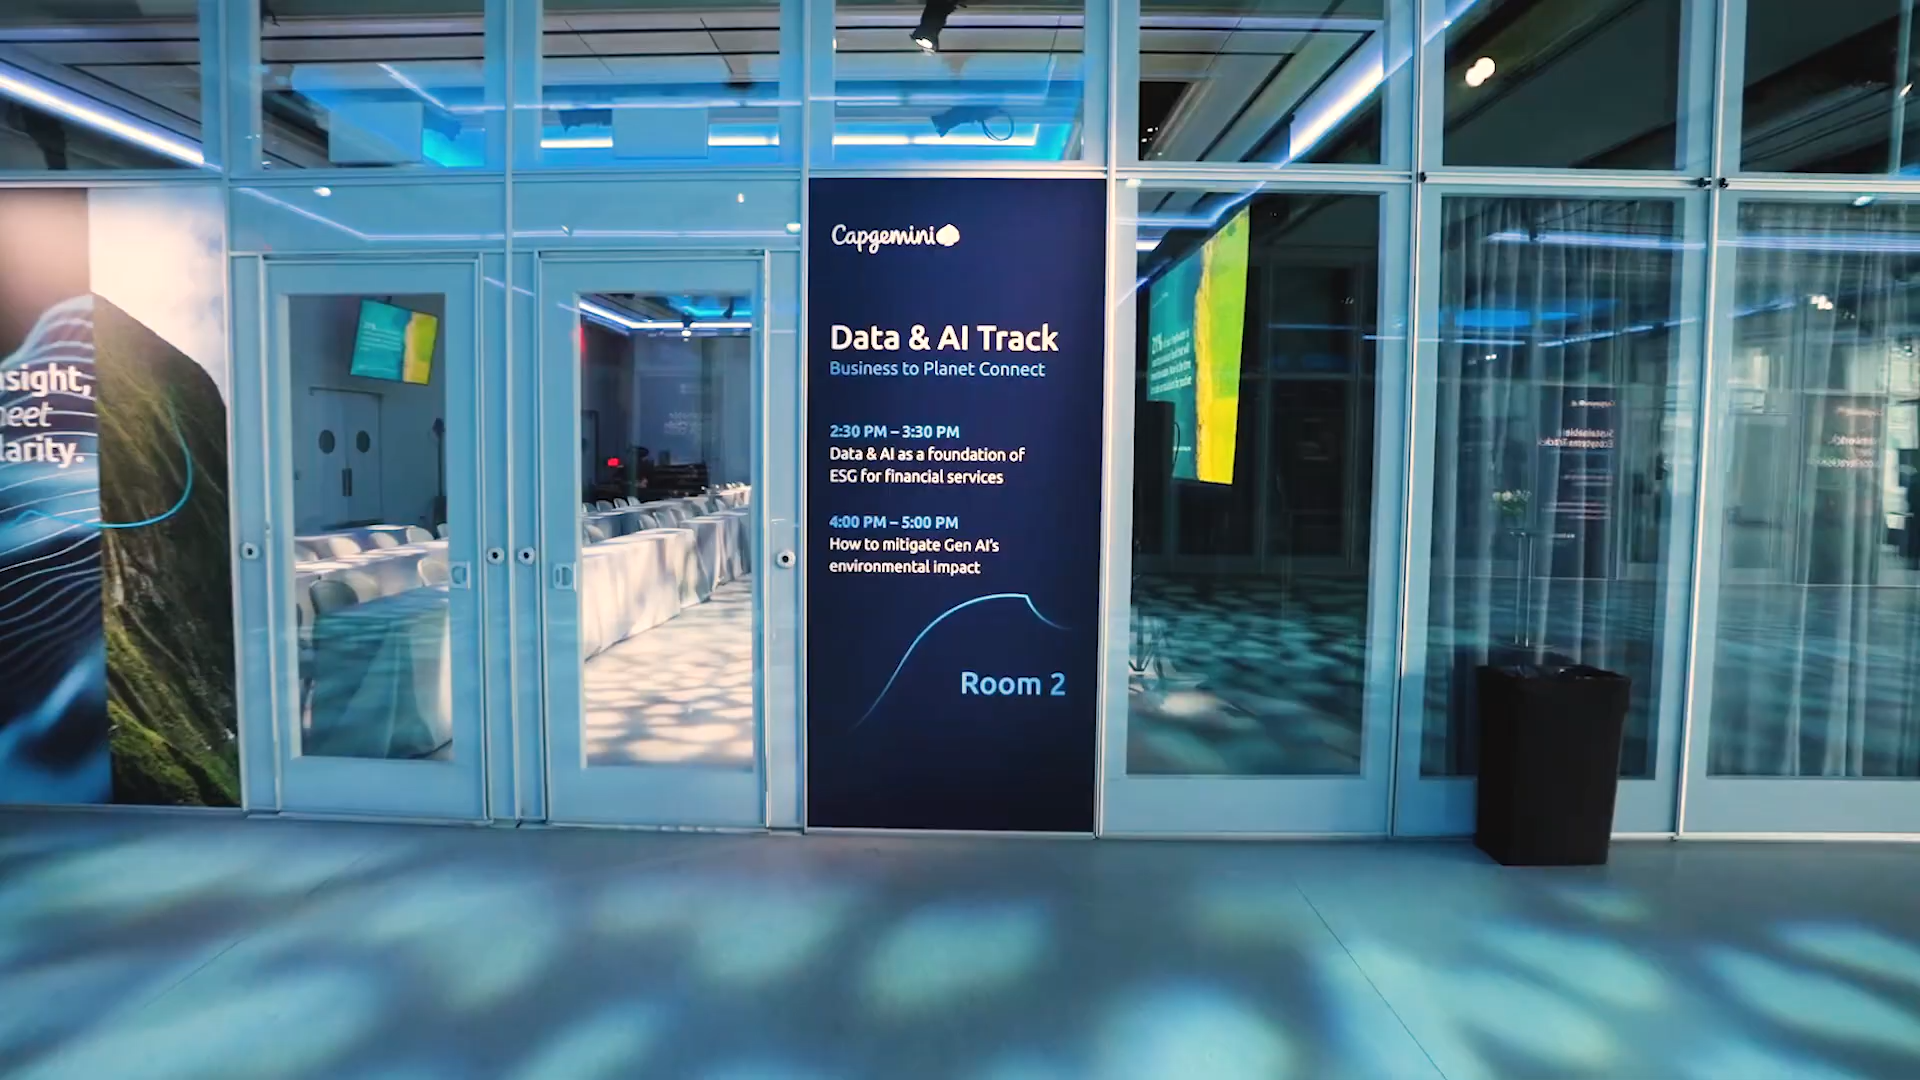 nsight,
meet
larity.
Capgemini
Data & AI Track
Business to Planet Connect
2:30 PM – 3:30 PM
Data & AI as a foundation of
ESG for financial services
4:00 PM – 5:00 PM
How to mitigate Gen AI's
environmental impact
Room 2
21%